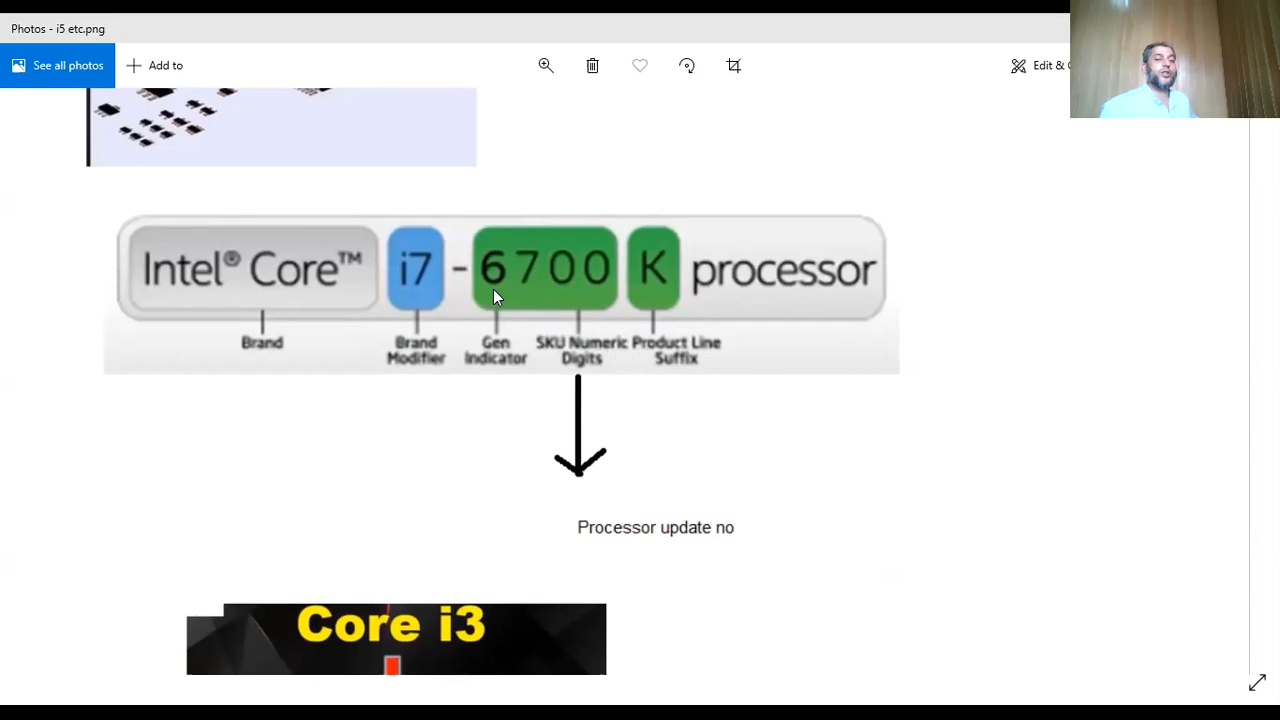 Photos - i5 etc.png
See all photos
Add to
Edit & C
Intel® Core™ i7 - 6700 K processor
Brand
Brand Modifier
Gen Indicator
SKU Numeric Digits
Product Line Suffix
Processor update no
Core i3